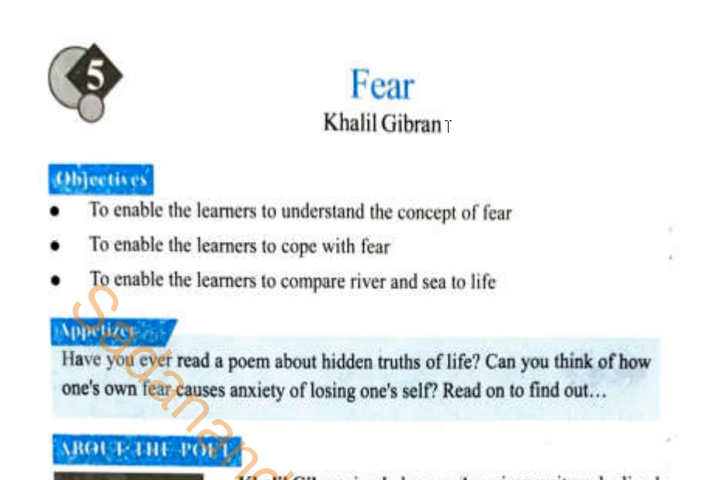 5
Fear
Khalil Gibran
Objectives
• To enable the learners to understand the concept of fear
• To enable the learners to cope with fear
• To enable the learners to compare river and sea to life
Appetizer
Have you ever read a poem about hidden truths of life? Can you think of how
one's own fear causes anxiety of losing one's self? Read on to find out...
ABOUT THE POET